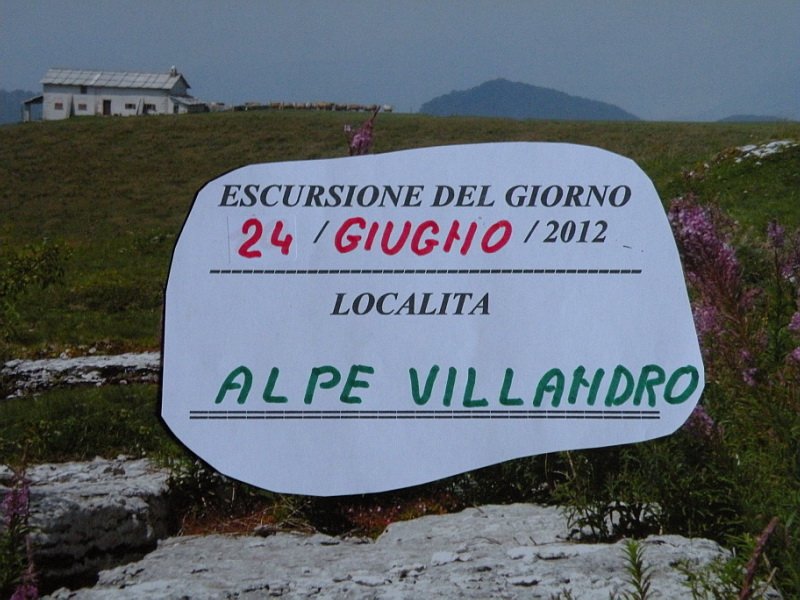 ESCURSIONE DEL GIORNO
24 / GIUGNO / 2012
LOCALITA
ALPE VILLANDRO